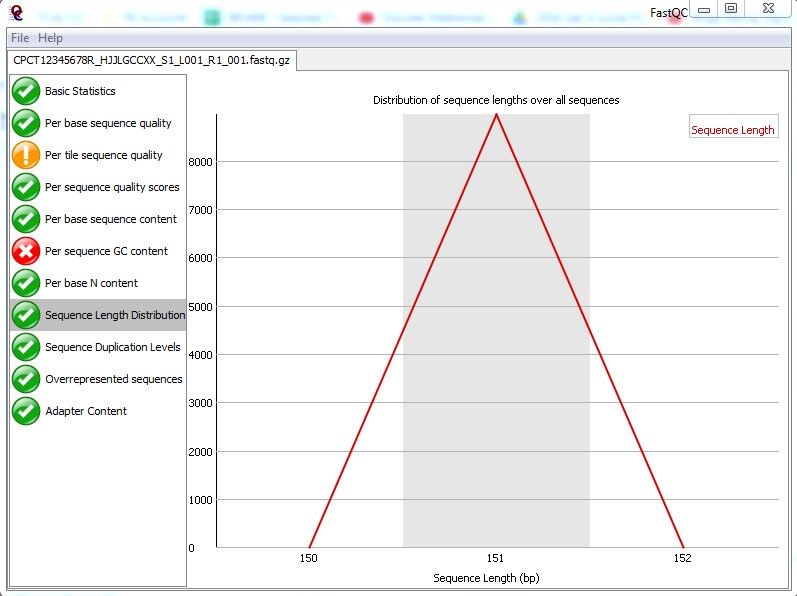 FastQC
File Help
CPCT12345678R_HJJLGCCXX_S1_L001_R1_001.fastq.gz
Basic Statistics
Per base sequence quality
Per tile sequence quality
Per sequence quality scores
Per base sequence content
Per sequence GC content
Per base N content
Sequence Length Distribution
Sequence Duplication Levels
Overrepresented sequences
Adapter Content
Distribution of sequence lengths over all sequences
Sequence Length
8000
7000
6000
5000
4000
3000
2000
1000
0
150 151 152
Sequence Length (bp)